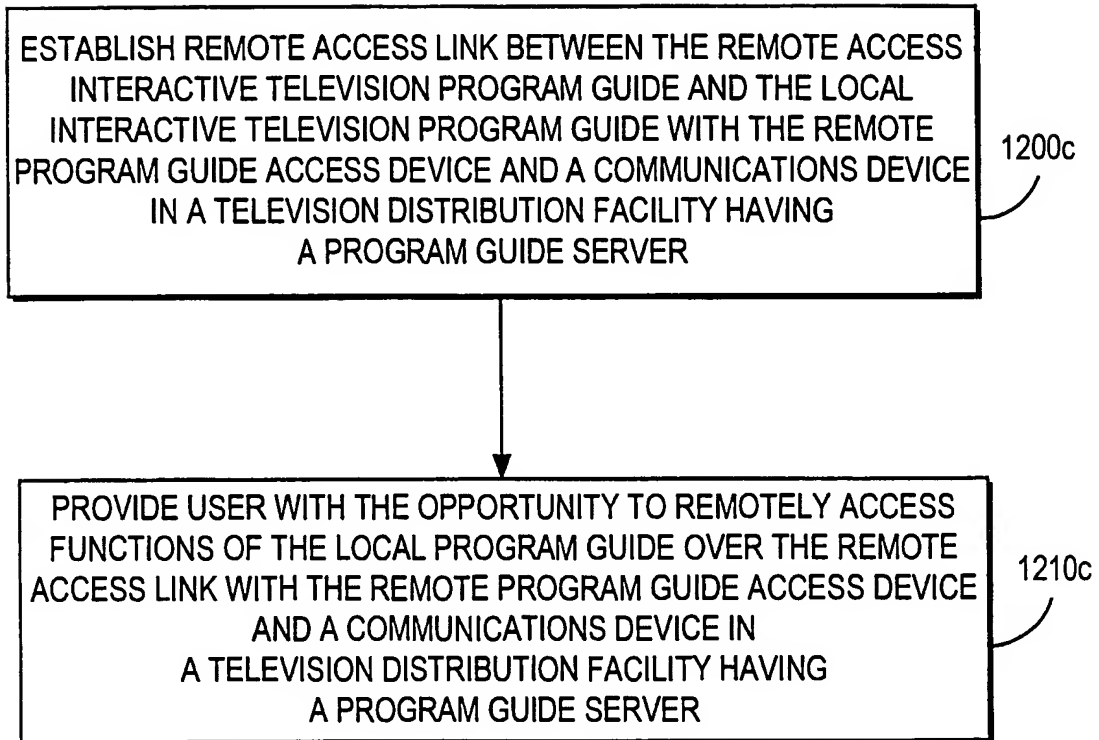 ESTABLISH REMOTE ACCESS LINK BETWEEN THE REMOTE ACCESS
INTERACTIVE TELEVISION PROGRAM GUIDE AND THE LOCAL
INTERACTIVE TELEVISION PROGRAM GUIDE WITH THE REMOTE
PROGRAM GUIDE ACCESS DEVICE AND A COMMUNICATIONS DEVICE
IN A TELEVISION DISTRIBUTION FACILITY HAVING
A PROGRAM GUIDE SERVER
1200c
PROVIDE USER WITH THE OPPORTUNITY TO REMOTELY ACCESS
FUNCTIONS OF THE LOCAL PROGRAM GUIDE OVER THE REMOTE
ACCESS LINK WITH THE REMOTE PROGRAM GUIDE ACCESS DEVICE
AND A COMMUNICATIONS DEVICE IN
A TELEVISION DISTRIBUTION FACILITY HAVING
A PROGRAM GUIDE SERVER
1210c